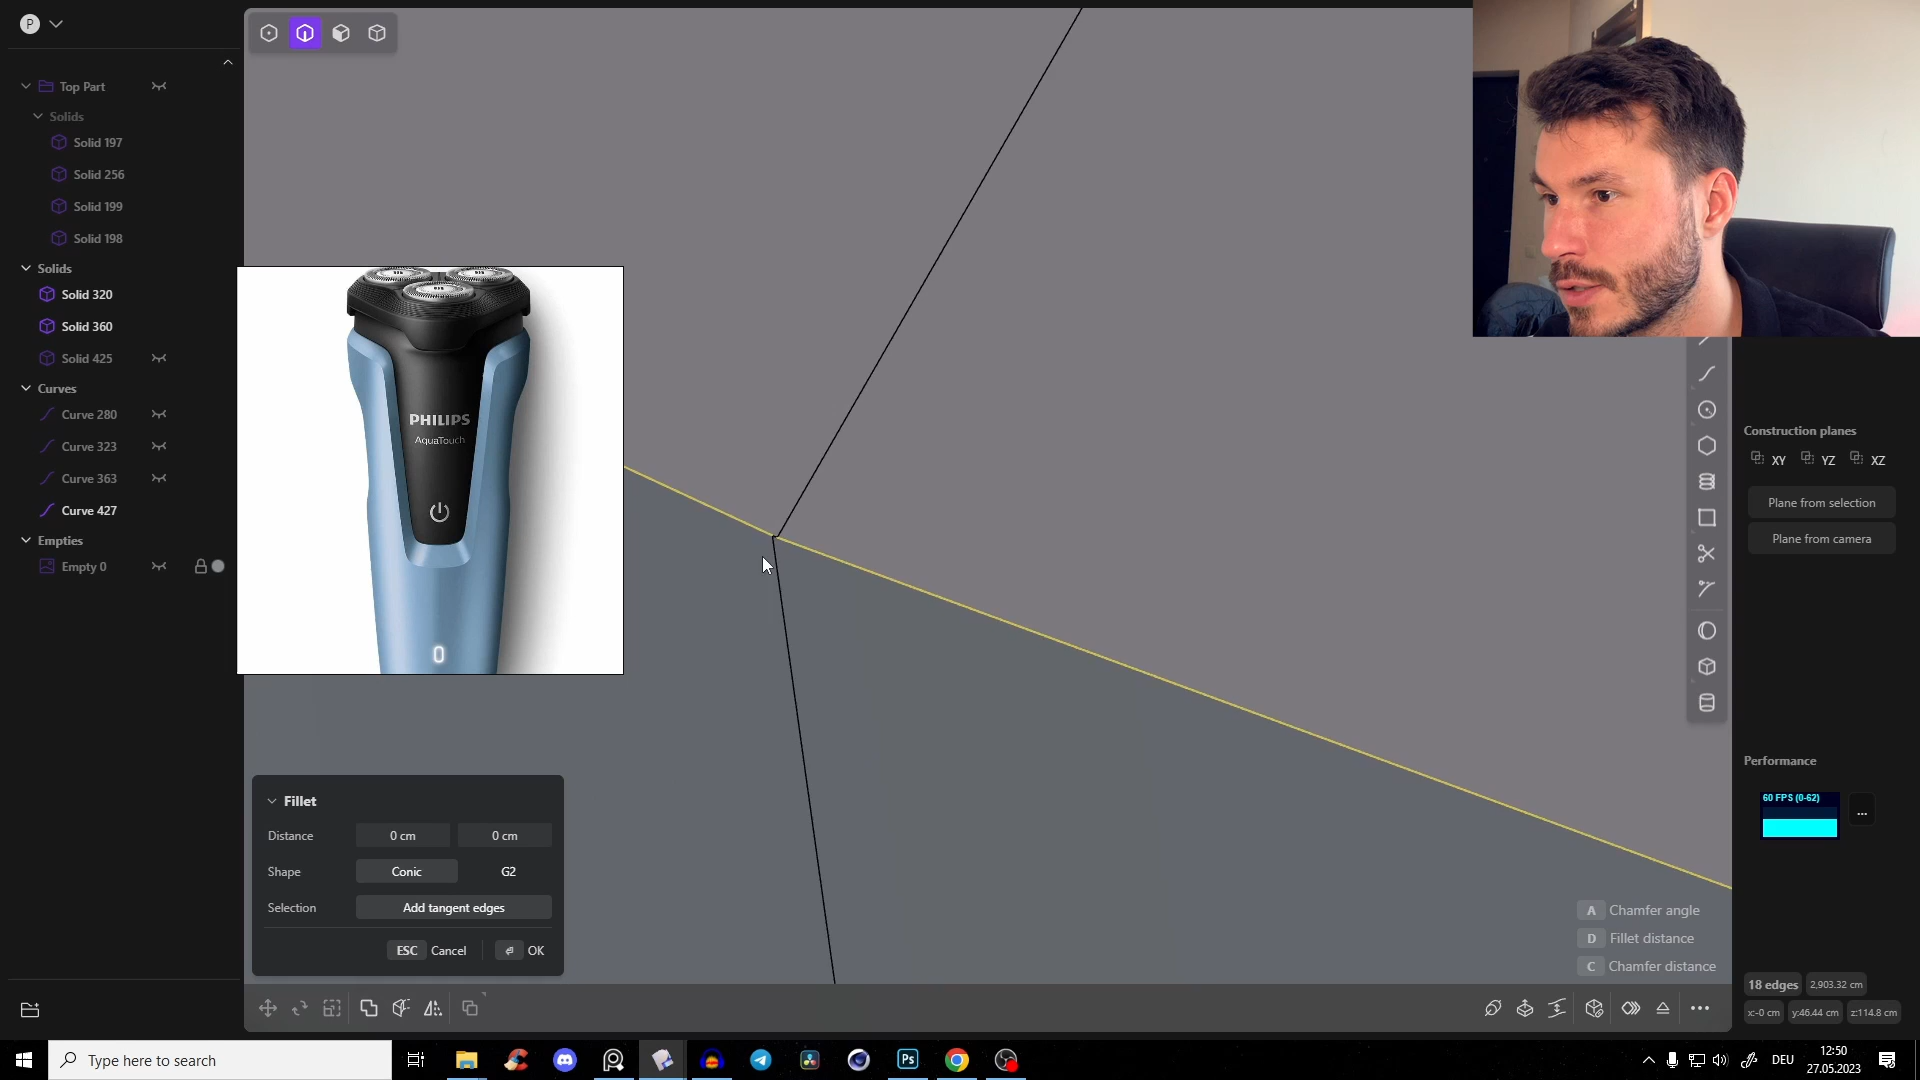 P
Top Part
Solids
Solid 197
Solid 256
Solid 199
Solid 198
Solids
Solid 320
Solid 360
Solid 425
Curves
Curve 280
Curve 323
Curve 363
Curve 427
Empties
Empty 0
PHILIPS
AquaTouch
Fillet
Distance 0 cm 0 cm
Shape Conic G2
Selection Add tangent edges
ESC Cancel OK
Construction planes
XY YZ XZ
Plane from selection
Plane from camera
Performance
60 FPS (0-62)
...
A Chamfer angle
D Fillet distance
C Chamfer distance
18 edges 2,903.32 cm
x:-0 cm y:46.44 cm z:114.8 cm
Type here to search
Ps
DEU
12:50
27.05.2023